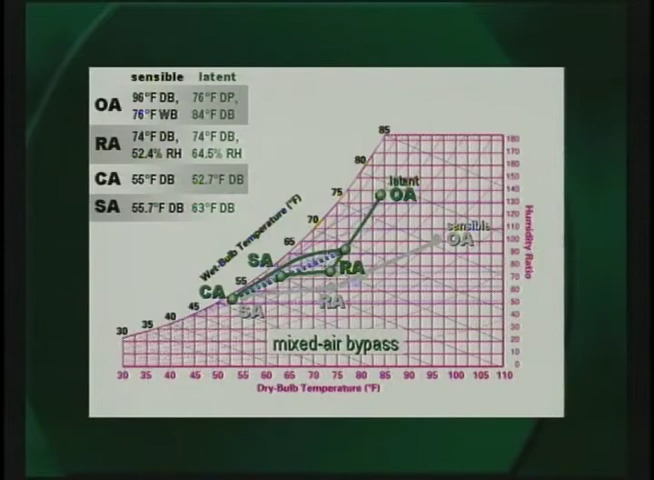 sensible latent
OA 96°F DB, 76°F DP,
76°F WB 84°F DB
RA 74°F DB, 74°F DB,
52.4% RH 64.5% RH
CA 55°F DB 52.7°F DB
SA 55.7°F DB 63°F DB
85
80
75
70
65
55
45
40
35
30
Wet-Bulb Temperature (°F)
latent
OA
sensible
OA
SA
RA
CA
SA
RA
mixed-air bypass
180
170
160
150
140
130
120
110
100
90
80
70
60
50
40
30
20
10
0
Humidity Ratio
30 35 40 45 50 55 60 65 70 75 80 85 90 95 100 105 110
Dry-Bulb Temperature (°F)